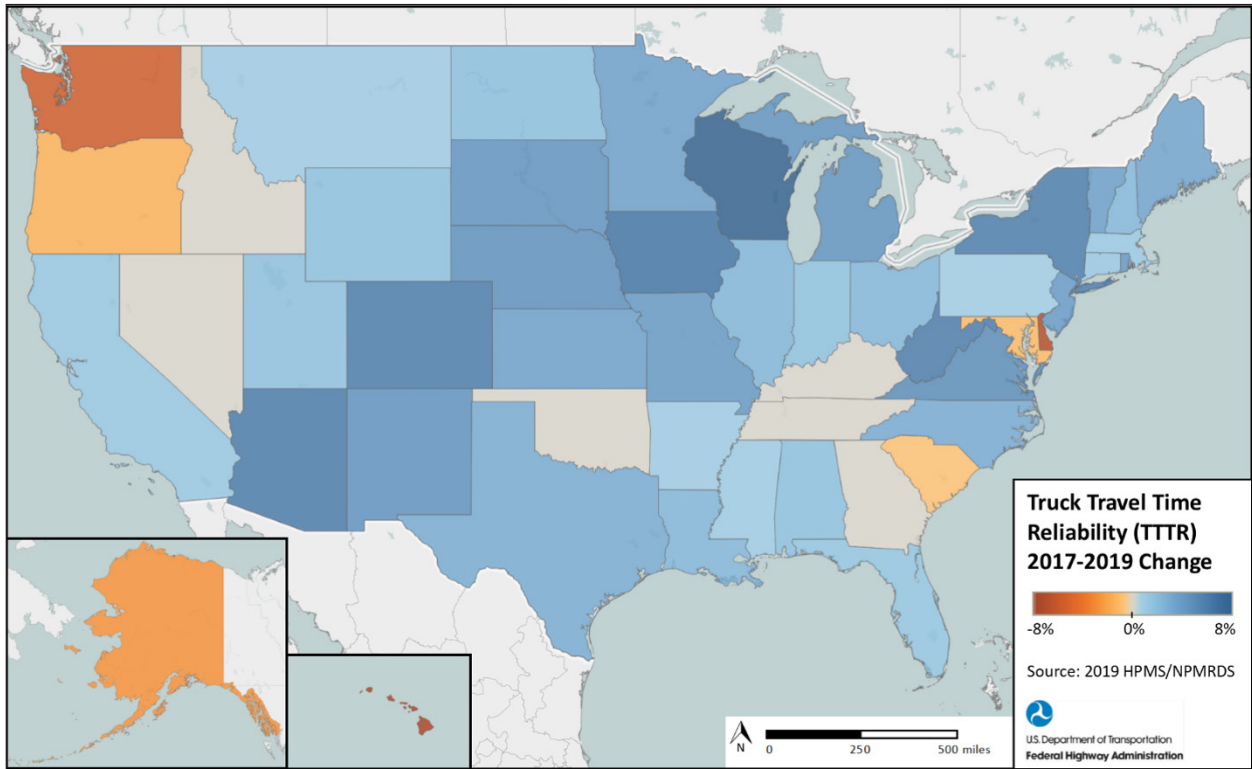 Truck Travel Time
Reliability (TTTR)
2017-2019 Change
-8% 0% 8%
Source: 2019 HPMS/NPMRDS
U.S. Department of Transportation
Federal Highway Administration
N
0 250 500 miles